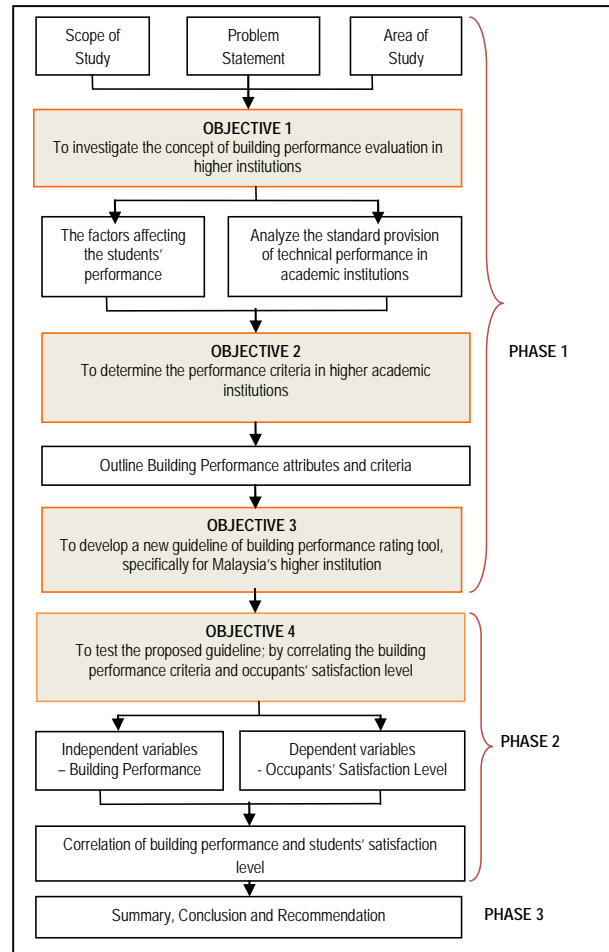 Scope of
Study
Problem
Statement
Area of
Study
OBJECTIVE 1
To investigate the concept of building performance evaluation in
higher institutions
The factors affecting
the students'
performance
Analyze the standard provision
of technical performance in
academic institutions
OBJECTIVE 2
To determine the performance criteria in higher academic
institutions
PHASE 1
Outline Building Performance attributes and criteria
OBJECTIVE 3
To develop a new guideline of building performance rating tool,
specifically for Malaysia's higher institution
OBJECTIVE 4
To test the proposed guideline; by correlating the building
performance criteria and occupants' satisfaction level
Independent variables
– Building Performance
Dependent variables
- Occupants' Satisfaction Level
PHASE 2
Correlation of building performance and students' satisfaction
level
Summary, Conclusion and Recommendation
PHASE 3